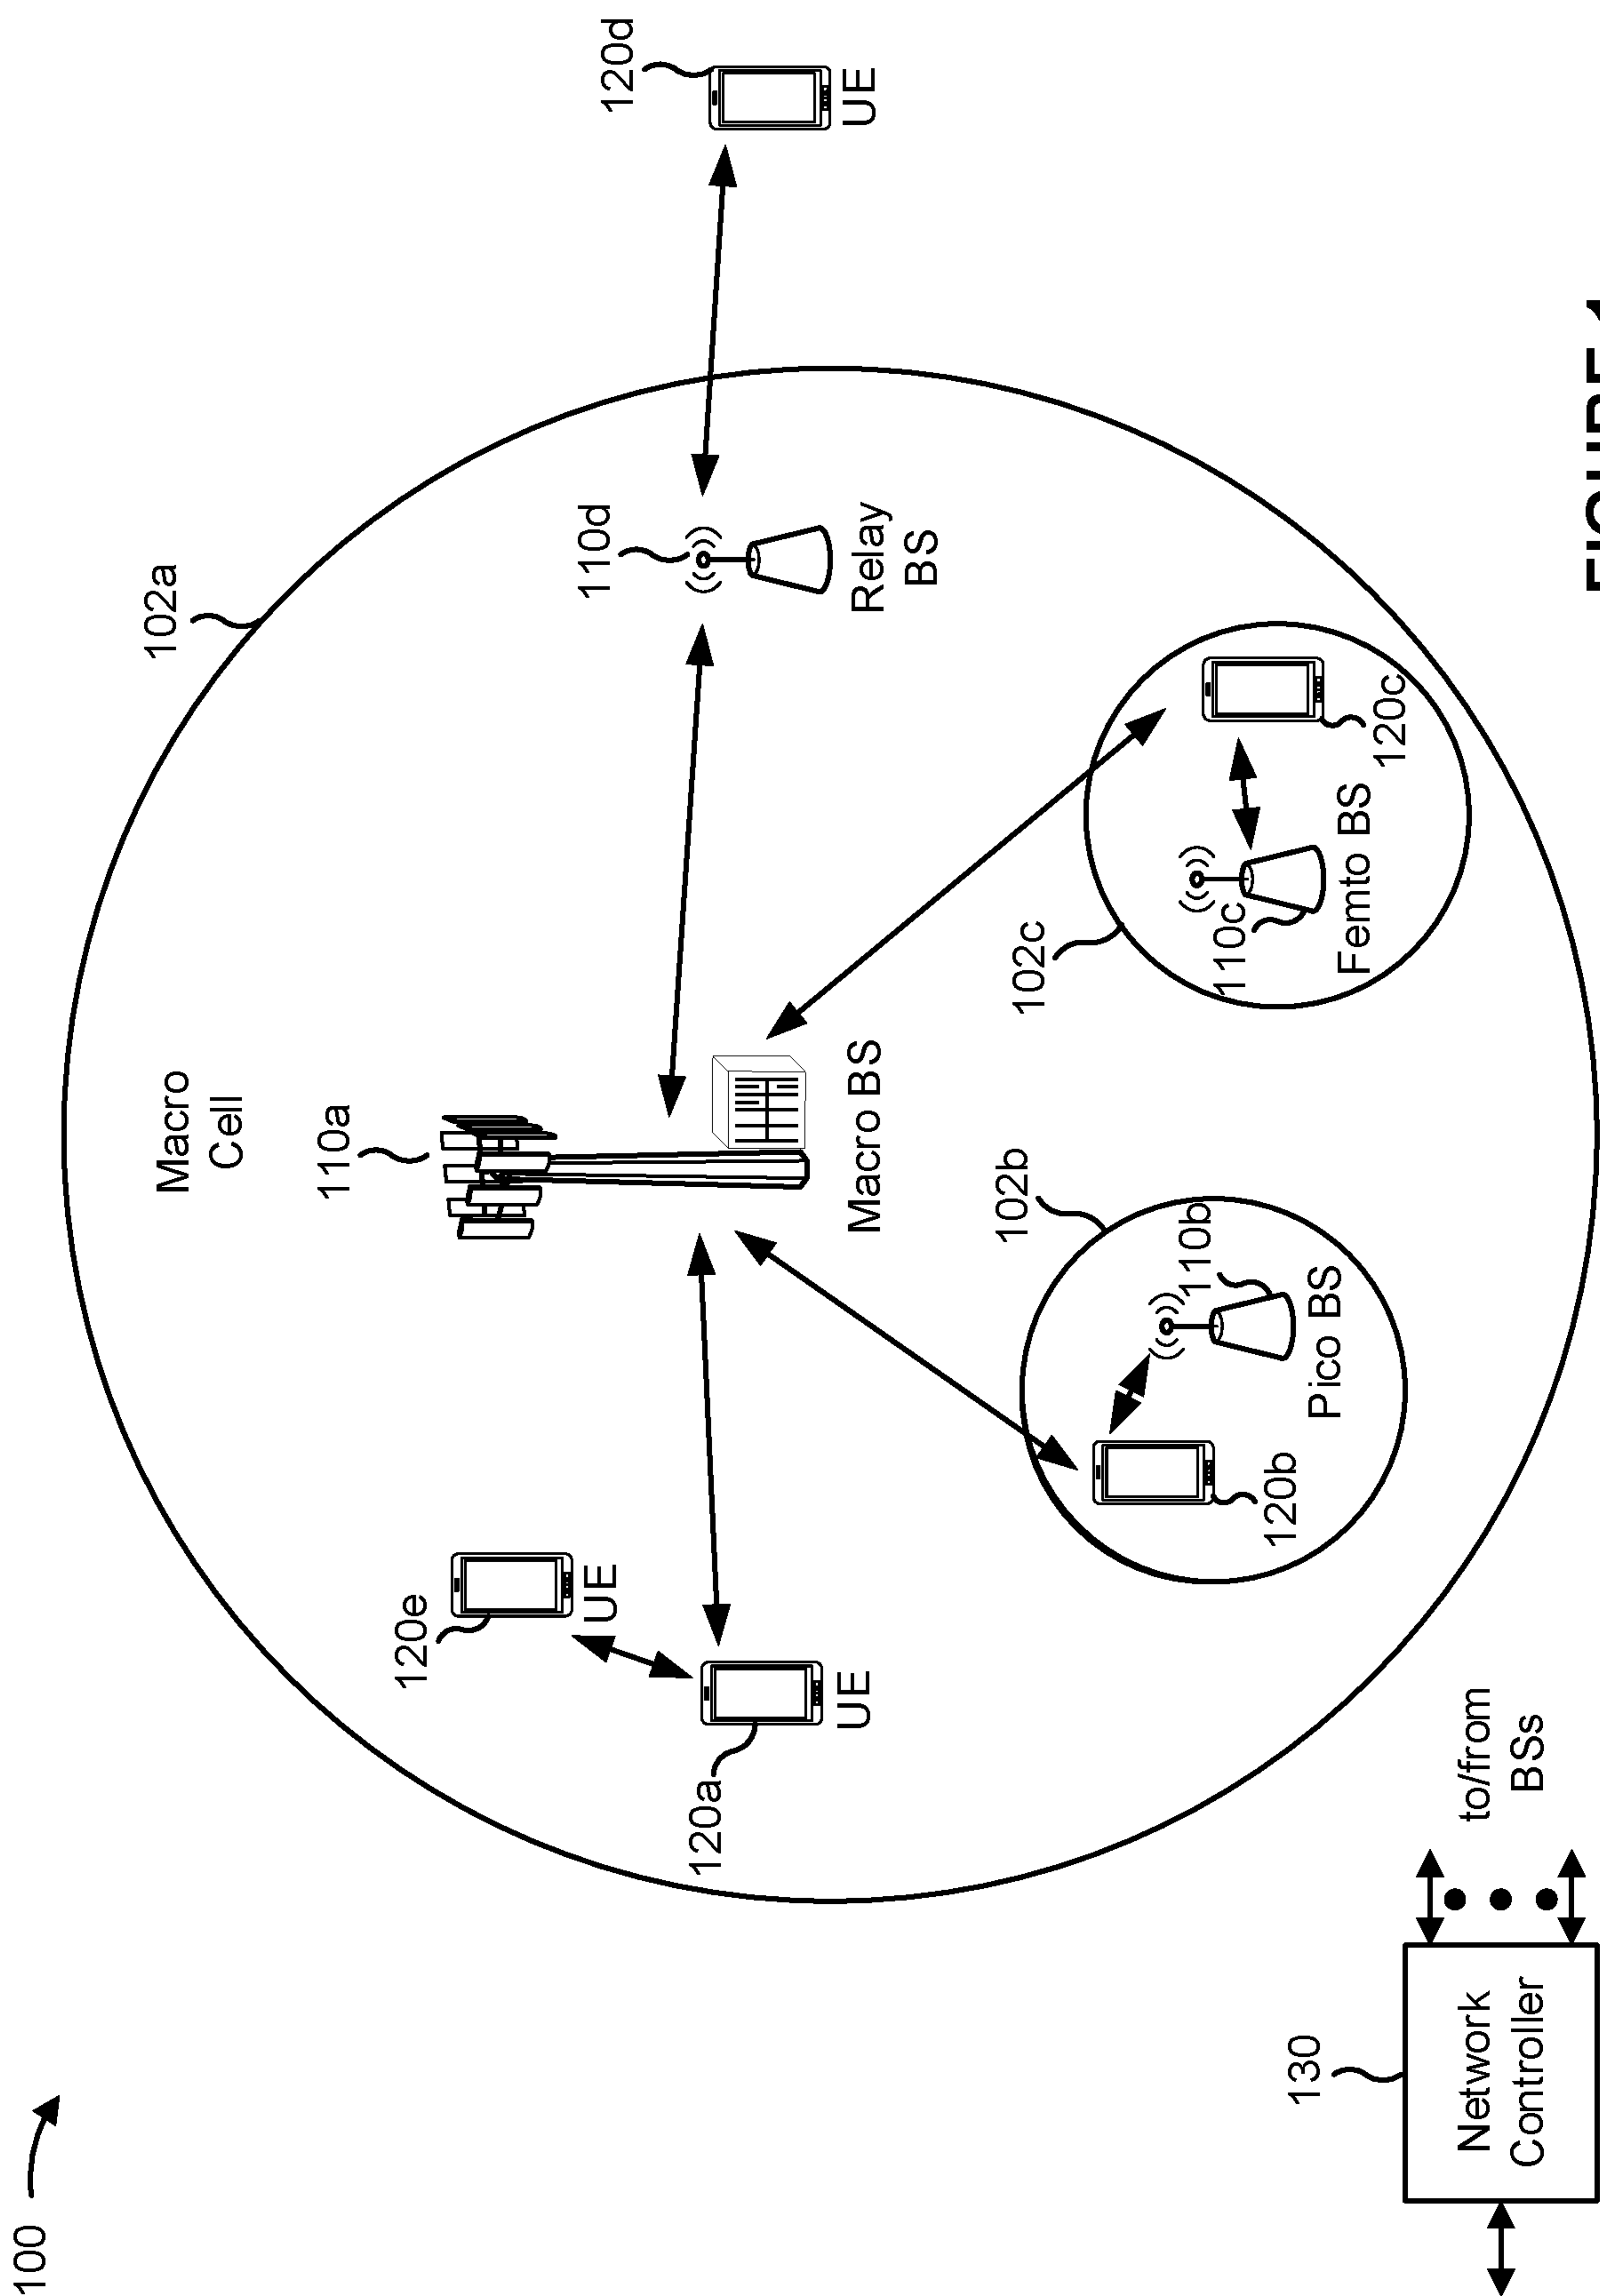 100
102a
Macro
Cell
110a
120e
UE
120a
UE
Macro BS
110d
Relay
BS
120d
UE
102b
110b
Pico BS
120b
102c
110c
Femto BS
120c
130
Network
Controller
to/from
BSs